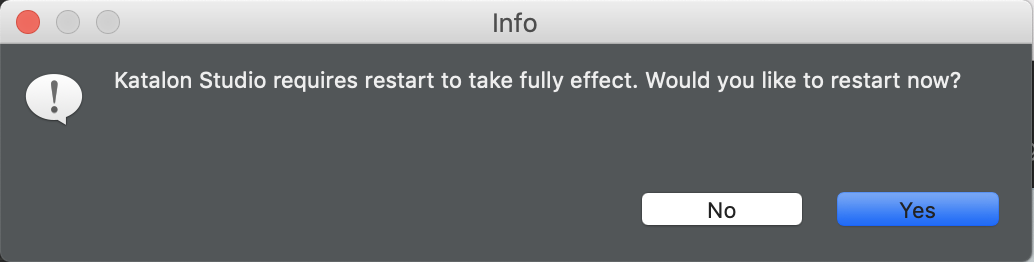 Info
Katalon Studio requires restart to take fully effect. Would you like to restart now?
No
Yes